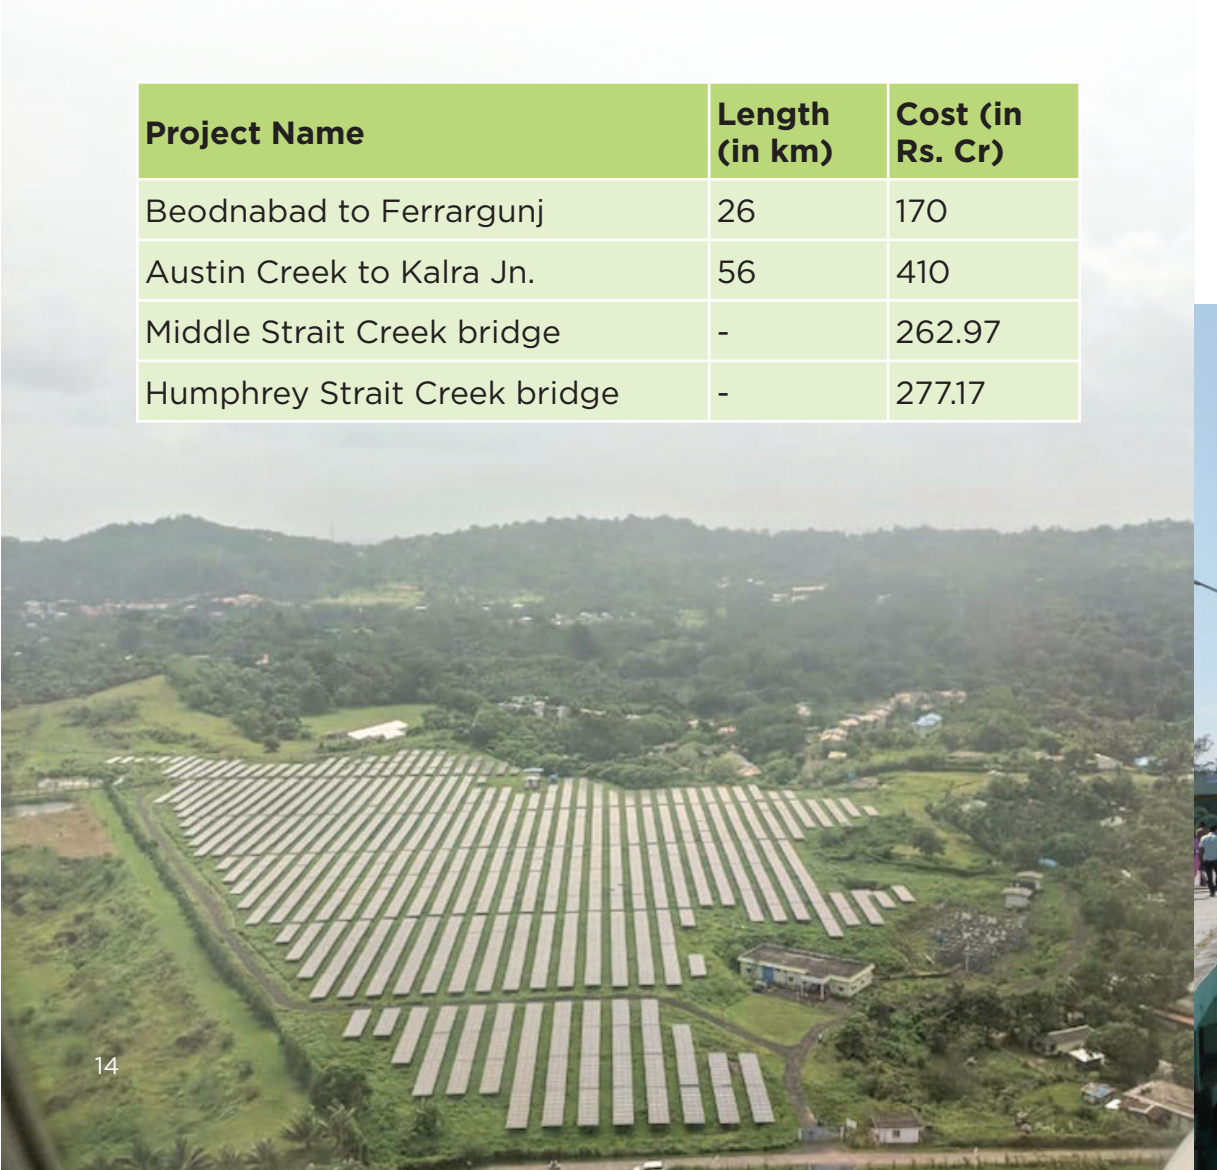 Project Name Length (in km) Cost (in Rs. Cr)
Beodnabad to Ferrargunj 26 170
Austin Creek to Kalra Jn. 56 410
Middle Strait Creek bridge - 262.97
Humphrey Strait Creek bridge - 277.17
14